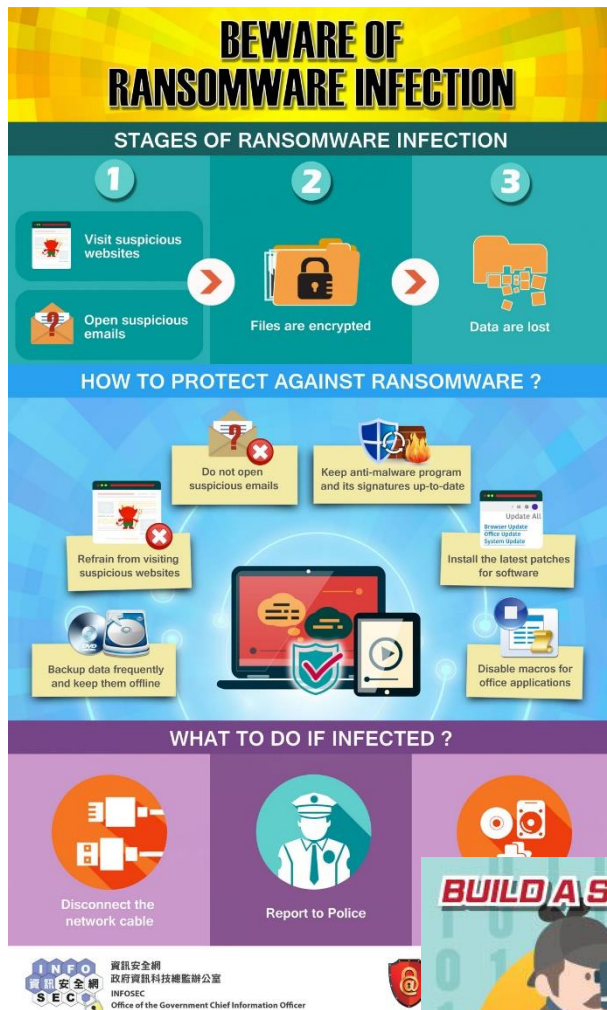 BEWARE OF
RANSOMWARE INFECTION
STAGES OF RANSOMWARE INFECTION
1
2
3
Visit suspicious
websites
Open suspicious
emails
Files are encrypted
Data are lost
HOW TO PROTECT AGAINST RANSOMWARE ?
Do not open
suspicious emails
Keep anti-malware program
and its signatures up-to-date
Update All
Browser Update
Office Update
System Update
Refrain from visiting
suspicious websites
Install the latest patches
for software
DVD
Backup data frequently
and keep them offline
Disable macros for
office applications
WHAT TO DO IF INFECTED ?
Disconnect the
network cable
Report to Police
BUILD A S
INFO
資訊安全網
SEC
資訊安全網
政府資訊科技總監辦公室
INFOSEC
Office of the Government Chief Information Officer
@